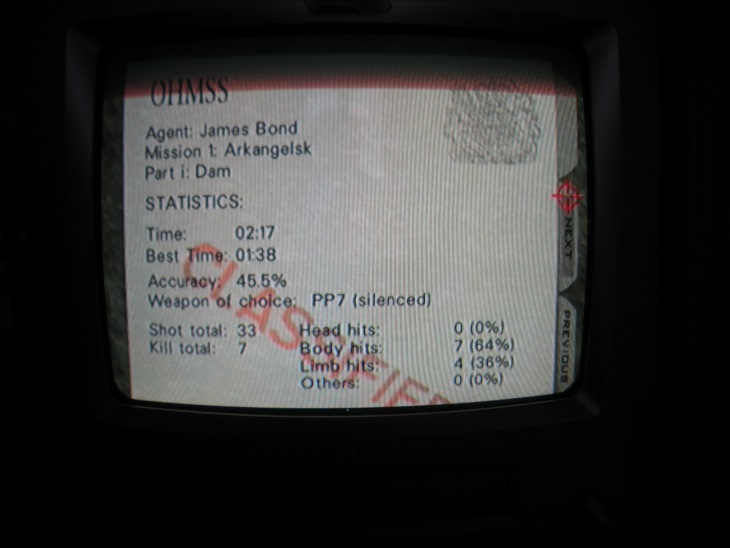 OHMSS
Agent: James Bond
Mission 1: Arkangelsk
Part i: Dam
STATISTICS:
Time: 02:17
Best Time: 01:38
Accuracy: 45.5%
Weapon of choice: PP7 (silenced)
Shot total: 33 Head hits: 0 (0%)
Kill total: 7 Body hits: 7 (64%)
Limb hits: 4 (36%)
Others: 0 (0%)
CLASSIFIE
NEXT
PREVIOUS